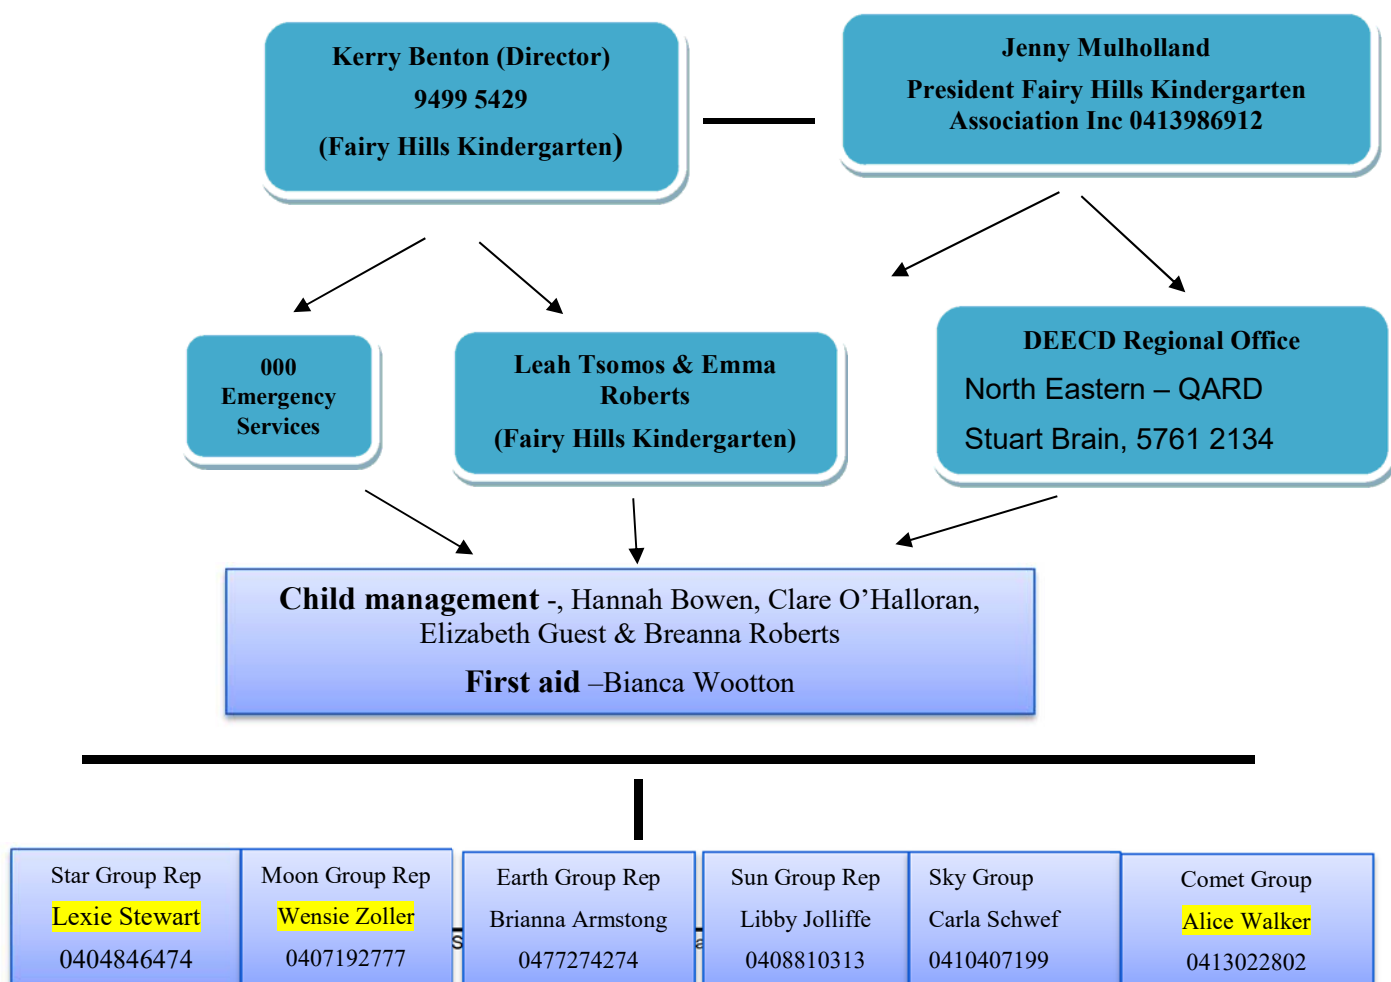 Kerry Benton (Director)
9499 5429
(Fairy Hills Kindergarten)
Jenny Mulholland
President Fairy Hills Kindergarten
Association Inc 0413986912
000
Emergency
Services
Leah Tsomos & Emma
Roberts
(Fairy Hills Kindergarten)
DEECD Regional Office
North Eastern – QARD
Stuart Brain, 5761 2134
Child management -, Hannah Bowen, Clare O’Halloran,
Elizabeth Guest & Breanna Roberts
First aid –Bianca Wootton
Star Group Rep
Lexie Stewart
0404846474
Moon Group Rep
Wensie Zoller
0407192777
Earth Group Rep
Brianna Armstong
0477274274
Sun Group Rep
Libby Jolliffe
0408810313
Sky Group
Carla Schwef
0410407199
Comet Group
Alice Walker
0413022802